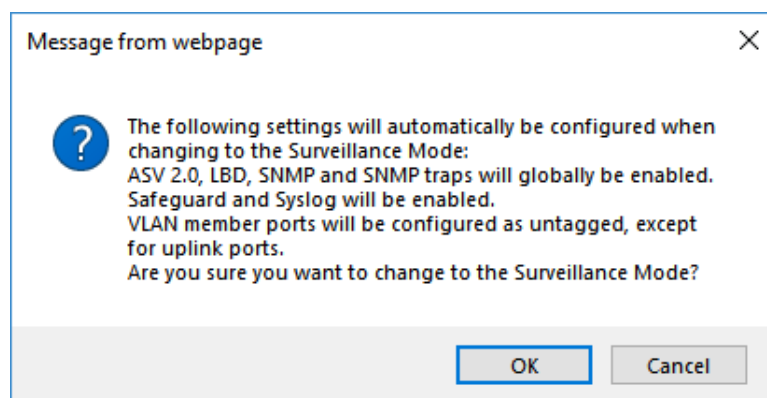 Message from webpage
The following settings will automatically be configured when
changing to the Surveillance Mode:
ASV 2.0, LBD, SNMP and SNMP traps will globally be enabled.
Safeguard and Syslog will be enabled.
VLAN member ports will be configured as untagged, except
for uplink ports.
Are you sure you want to change to the Surveillance Mode?
OK
Cancel